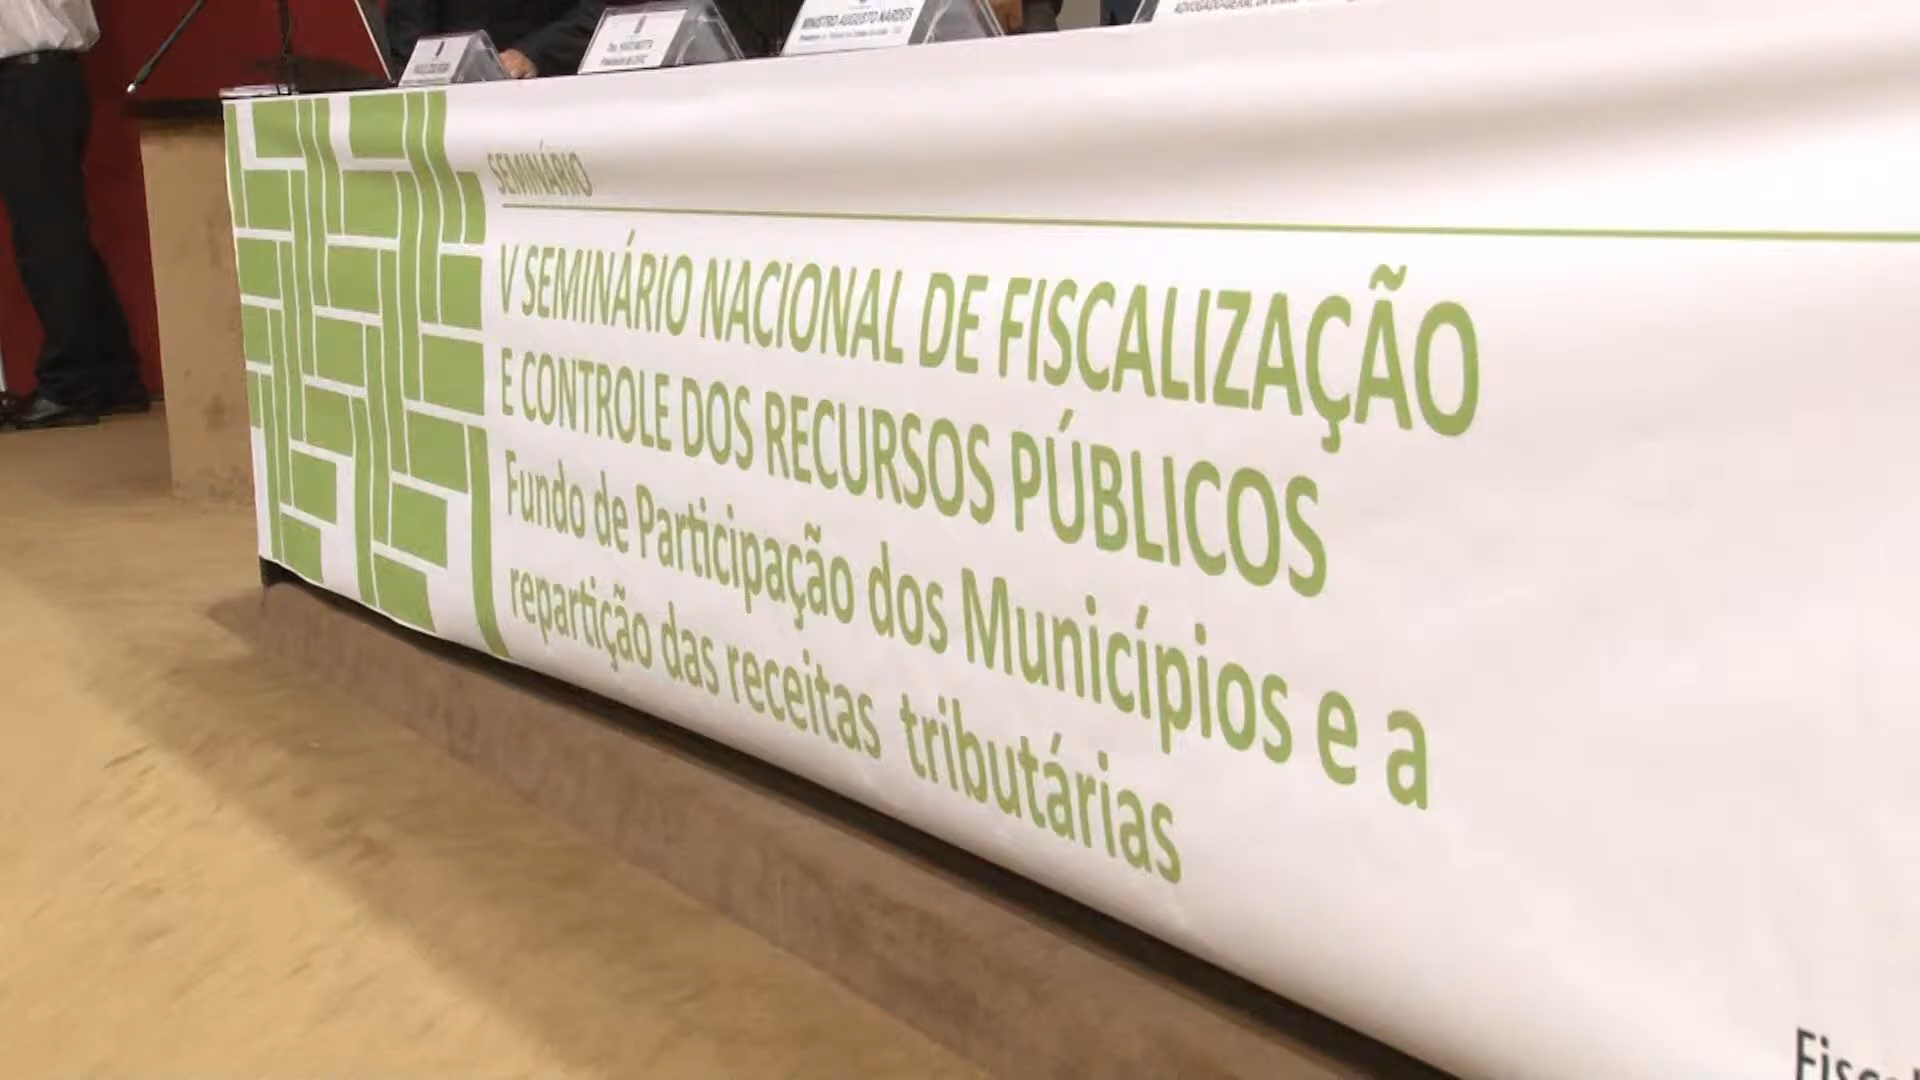 MINISTRO AUGUSTO NARDES
SEMINÁRIO
V SEMINÁRIO NACIONAL DE FISCALIZAÇÃO
E CONTROLE DOS RECURSOS PÚBLICOS
Fundo de Participação dos Municípios e a
repartição das receitas tributárias